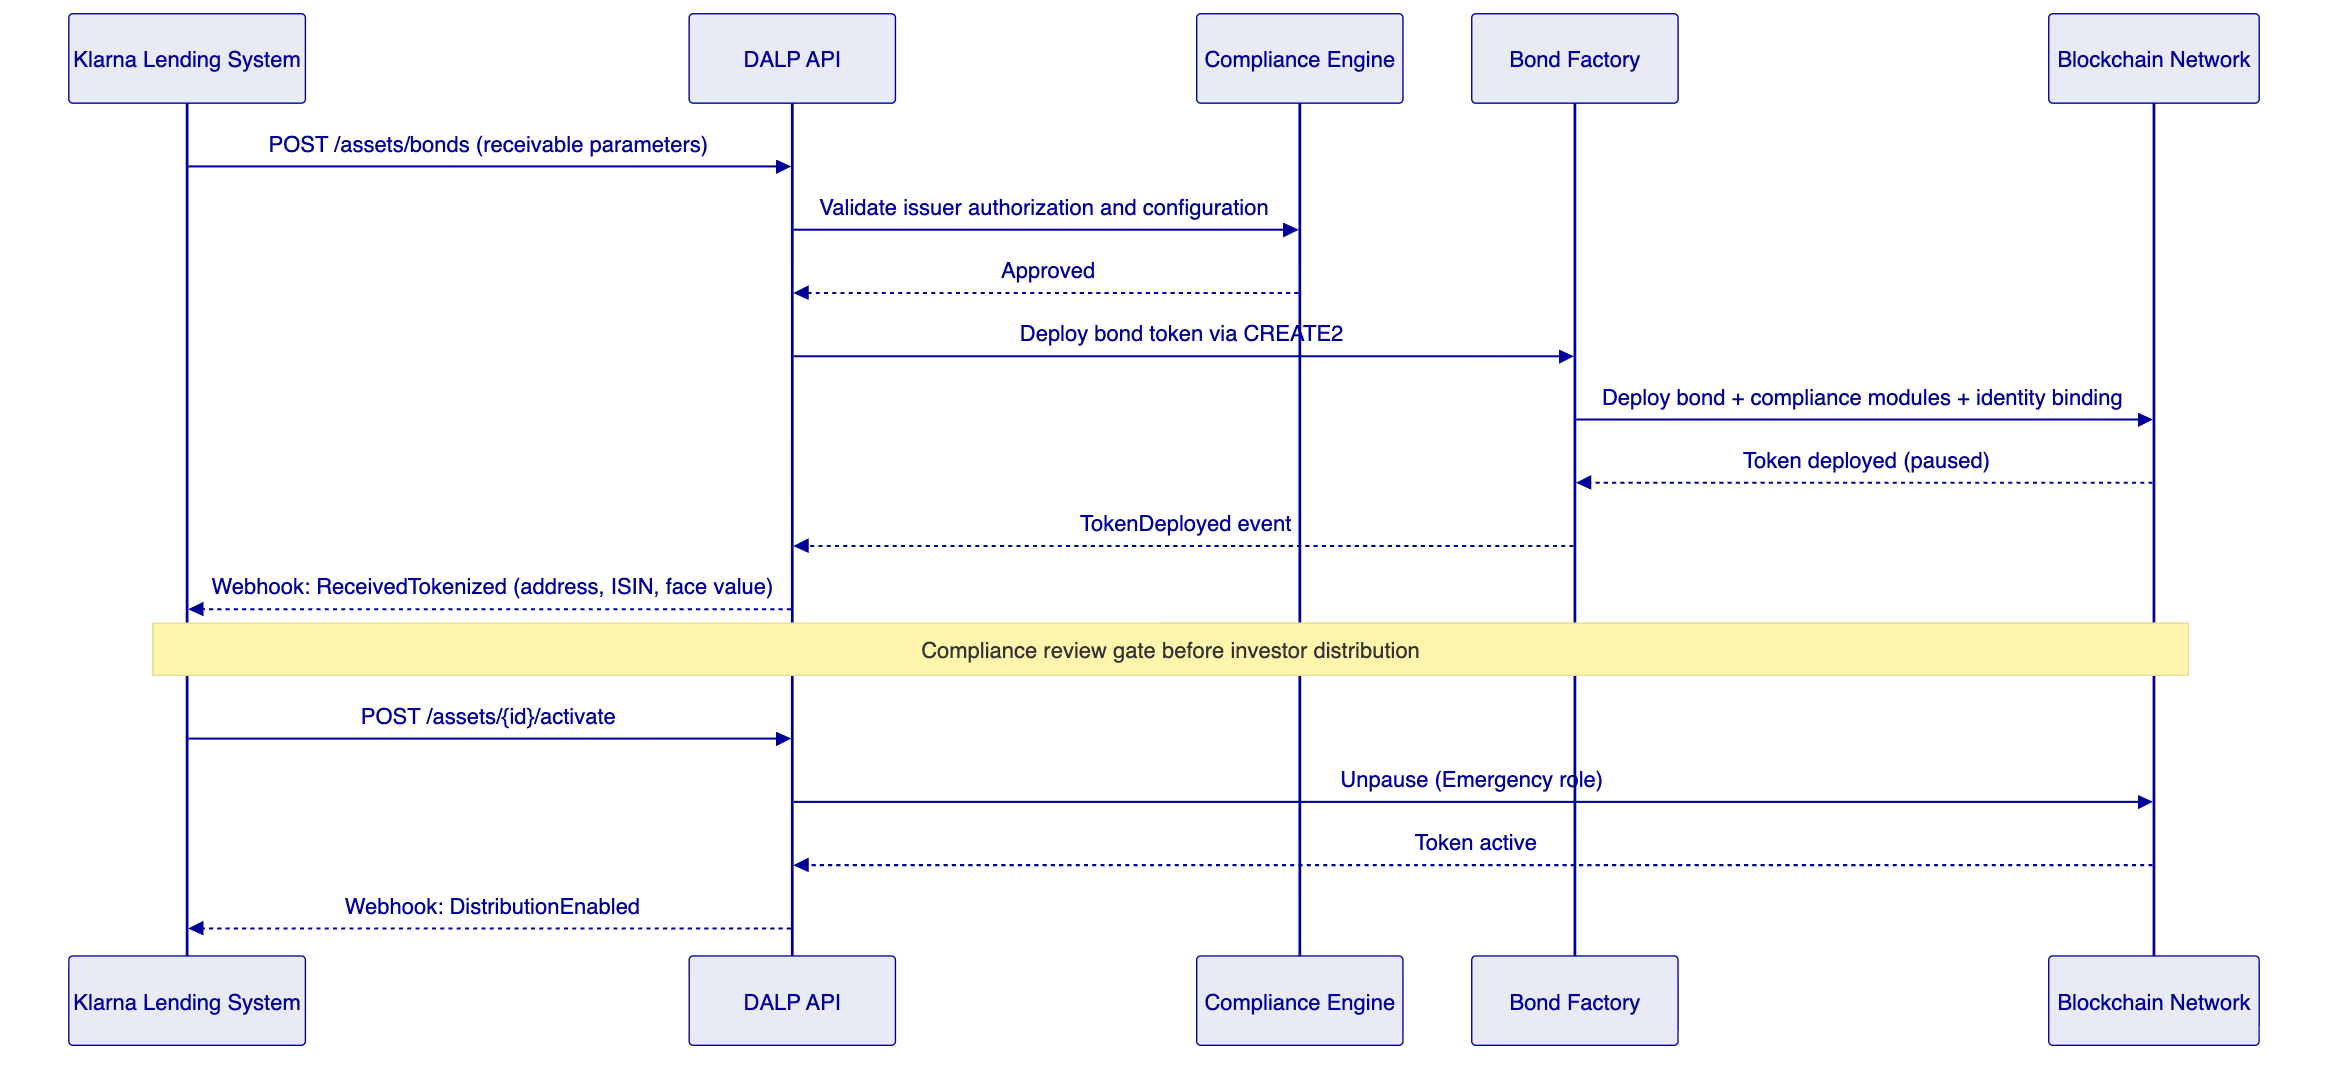 Klarna Lending System
DALP API
Compliance Engine
Bond Factory
Blockchain Network
POST /assets/bonds (receivable parameters)
Validate issuer authorization and configuration
Approved
Deploy bond token via CREATE2
Deploy bond + compliance modules + identity binding
Token deployed (paused)
TokenDeployed event
Webhook: ReceivedTokenized (address, ISIN, face value)
Compliance review gate before investor distribution
POST /assets/{id}/activate
Unpause (Emergency role)
Token active
Webhook: DistributionEnabled
Klarna Lending System
DALP API
Compliance Engine
Bond Factory
Blockchain Network